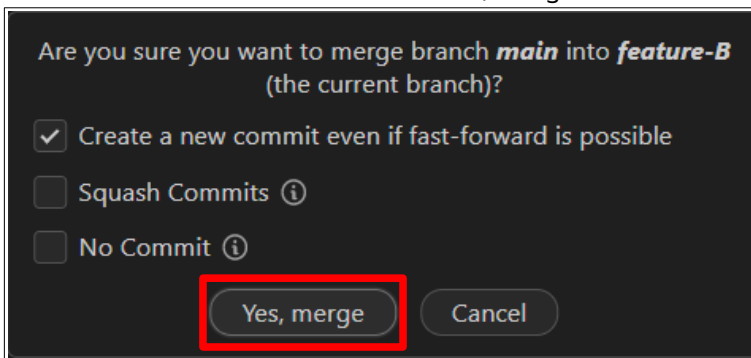 Are you sure you want to merge branch main into feature-B
(the current branch)?
Create a new commit even if fast-forward is possible
Squash Commits
No Commit
Yes, merge
Cancel